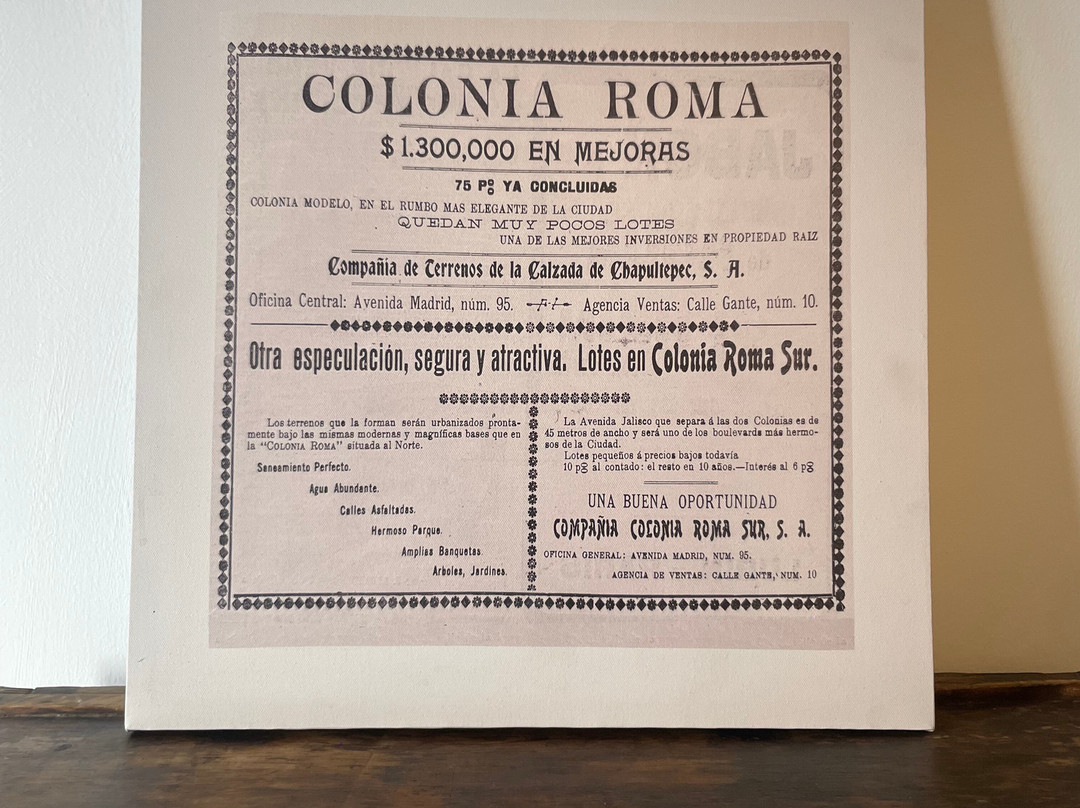 COLONIA ROMA
$1.300,000 EN MEJORAS
75 P% YA CONCLUIDAS
COLONIA MODELO, EN EL RUMBO MAS ELEGANTE DE LA CIUDAD
QUEDAN MUY POCOS LOTES
UNA DE LAS MEJORES INVERSIONES EN PROPIEDAD RAIZ
Compañia de Terrenos de la Calzada de Chapultepec, S. A.
Oficina Central: Avenida Madrid, núm. 95. Agencia Ventas: Calle Gante, núm. 10.
Otra especulación, segura y atractiva. Lotes en Colonia Roma Sur.
Los terrenos que la forman serán urbanizados pronta-
mente bajo las mismas modernas y magníficas bases que en
la "COLONIA ROMA" situada al Norte.
Saneamiento Perfecto.
Agua Abundante.
Calles Asfaltadas.
Hermoso Parque.
Amplias Banquetas.
Arboles, Jardines.
La Avenida Jalisco que separa á las dos Colonias es de
45 metros de ancho y será uno de los boulevards más hermo-
sos de la Ciudad.
Lotes pequeños á precios bajos todavía
10 p% al contado: el resto en 10 años.—Interés al 6 p%
UNA BUENA OPORTUNIDAD
COMPAÑIA COLONIA ROMA SUR, S. A.
OFICINA GENERAL: AVENIDA MADRID, NUM. 95.
AGENCIA DE VENTAS: CALLE GANTE, NUM. 10